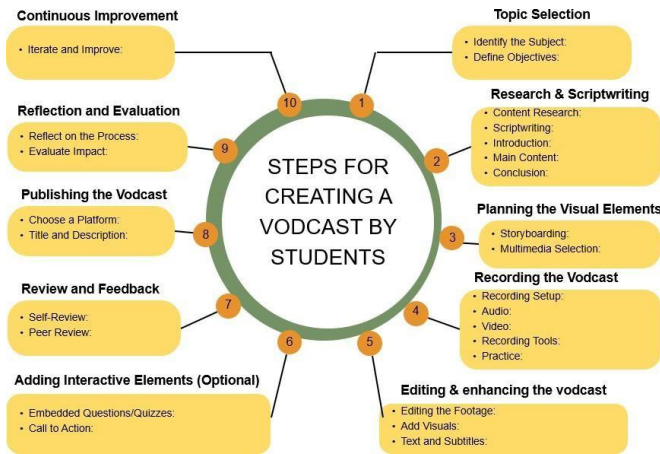 STEPS FOR
CREATING A
VODCAST BY
STUDENTS
1
Topic Selection
• Identify the Subject:
• Define Objectives:
2
Research & Scriptwriting
• Content Research:
• Scriptwriting:
• Introduction:
• Main Content:
• Conclusion:
3
Planning the Visual Elements
• Storyboarding:
• Multimedia Selection:
4
Recording the Vodcast
• Recording Setup:
• Audio:
• Video:
• Recording Tools:
• Practice:
5
Editing & enhancing the vodcast
• Editing the Footage:
• Add Visuals:
• Text and Subtitles:
6
Adding Interactive Elements (Optional)
• Embedded Questions/Quizzes:
• Call to Action:
7
Review and Feedback
• Self-Review:
• Peer Review:
8
Publishing the Vodcast
• Choose a Platform:
• Title and Description:
9
Reflection and Evaluation
• Reflect on the Process:
• Evaluate Impact:
10
Continuous Improvement
• Iterate and Improve: